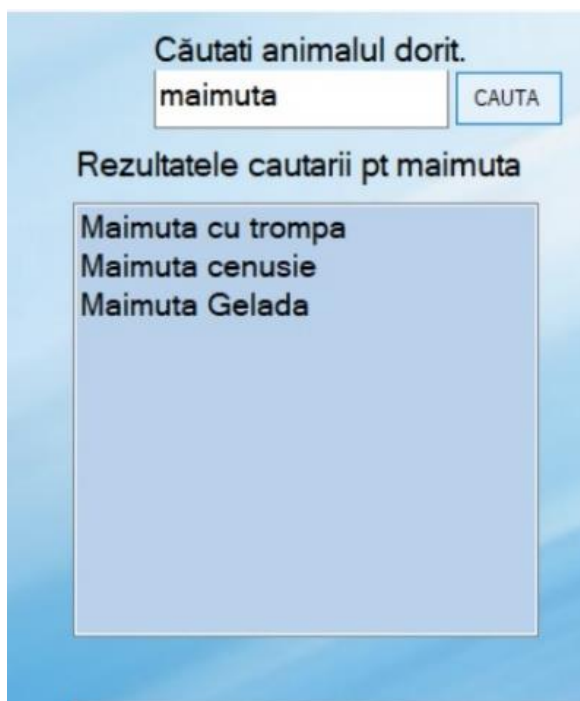 Căutati animalul dorit.
maimuta
CAUTA
Rezultatele cautarii pt maimuta
Maimuta cu trompa
Maimuta cenusie
Maimuta Gelada